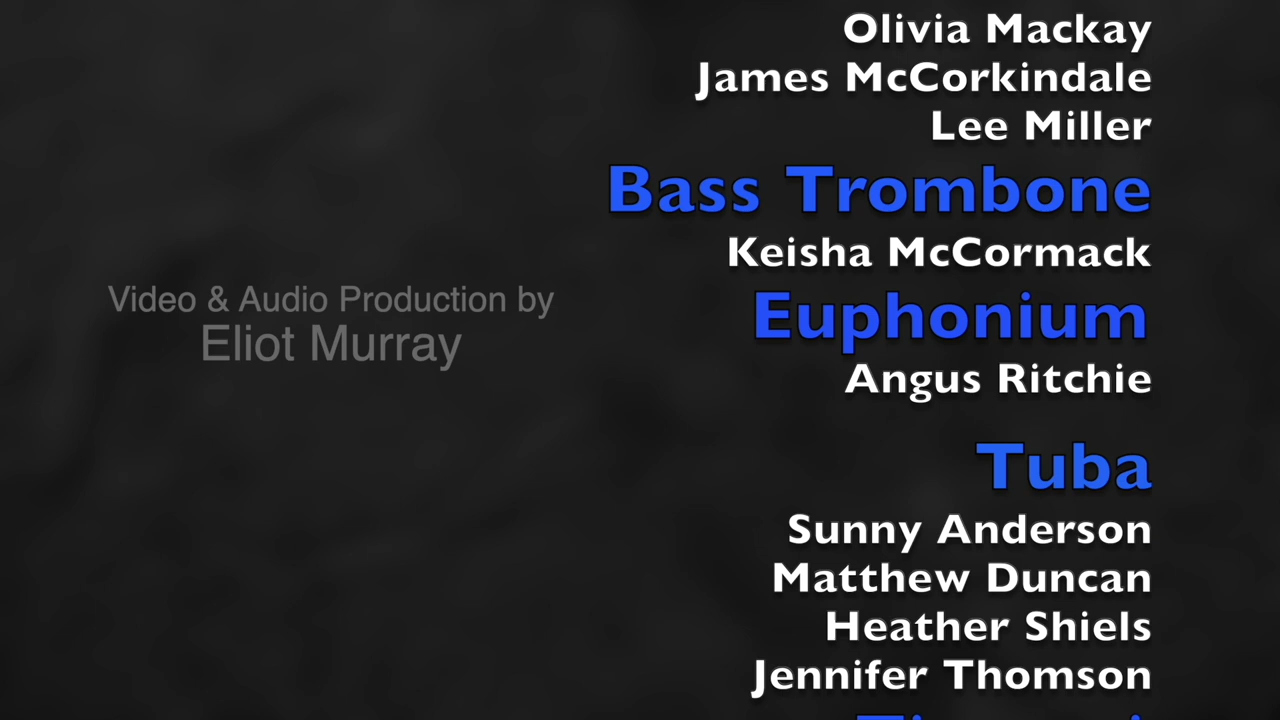 Olivia Mackay
James McCorkindale
Lee Miller
Bass Trombone
Keisha McCormack
Euphonium
Angus Ritchie
Tuba
Sunny Anderson
Matthew Duncan
Heather Shiels
Jennifer Thomson
Video & Audio Production by
Eliot Murray